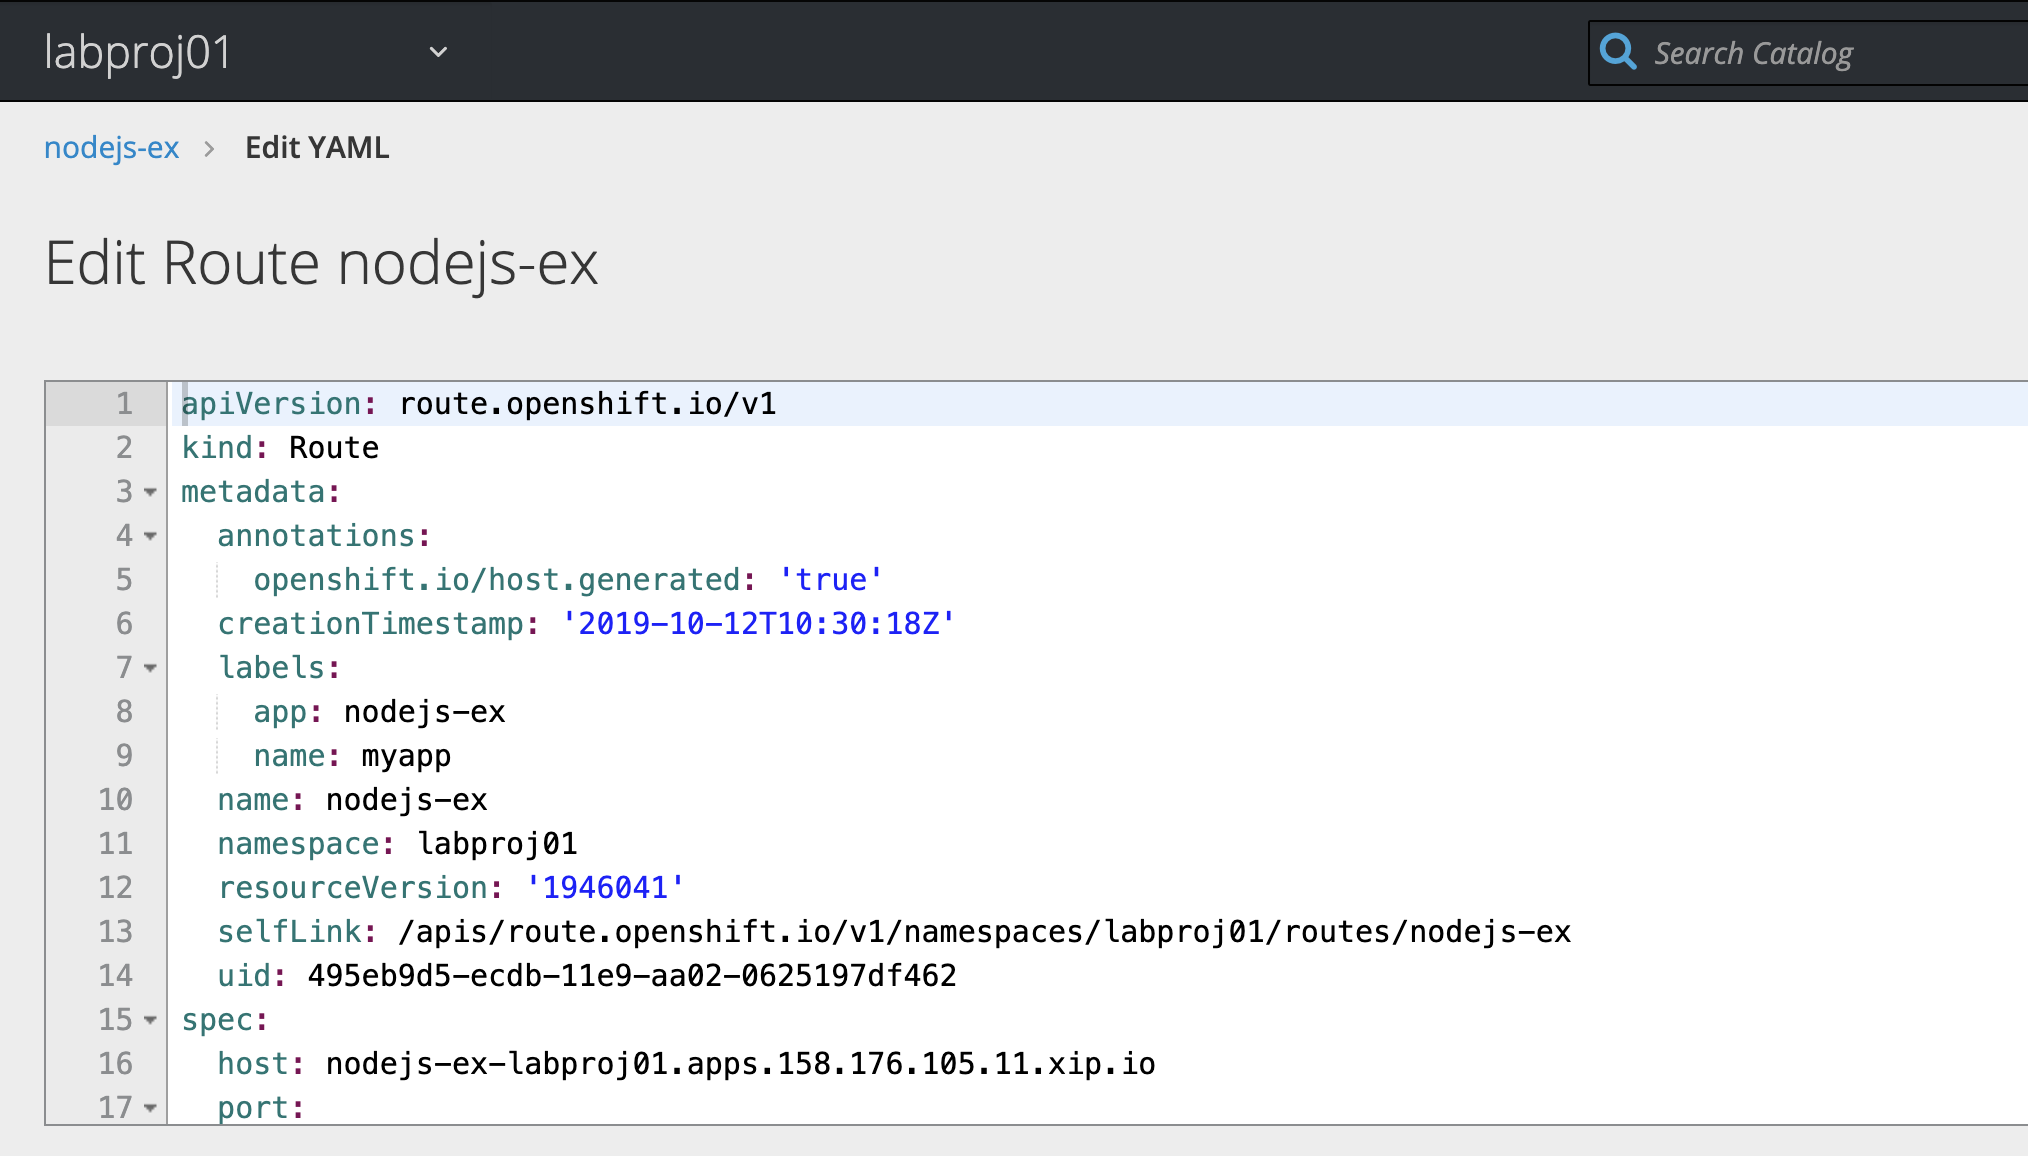 labproj01
Search Catalog
nodejs-ex > Edit YAML
Edit Route nodejs-ex
1 apiVersion: route.openshift.io/v1
2 kind: Route
3 metadata:
4 annotations:
5 openshift.io/host.generated: 'true'
6 creationTimestamp: '2019-10-12T10:30:18Z'
7 labels:
8 app: nodejs-ex
9 name: myapp
10 name: nodejs-ex
11 namespace: labproj01
12 resourceVersion: '1946041'
13 selfLink: /apis/route.openshift.io/v1/namespaces/labproj01/routes/nodejs-ex
14 uid: 495eb9d5-ecdb-11e9-aa02-0625197df462
15 spec:
16 host: nodejs-ex-labproj01.apps.158.176.105.11.xip.io
17 port: